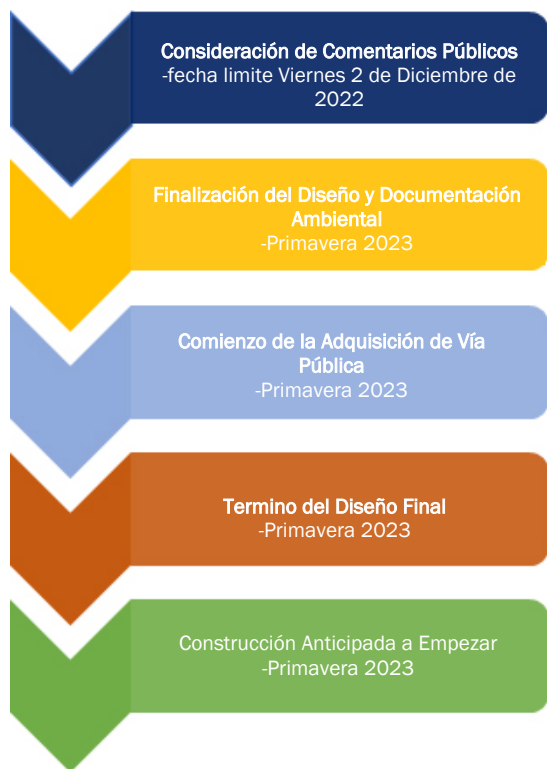 Consideración de Comentarios Públicos
-fecha limite Viernes 2 de Diciembre de
2022
Finalización del Diseño y Documentación
Ambiental
-Primavera 2023
Comienzo de la Adquisición de Vía
Pública
-Primavera 2023
Termino del Diseño Final
-Primavera 2023
Construcción Anticipada a Empezar
-Primavera 2023